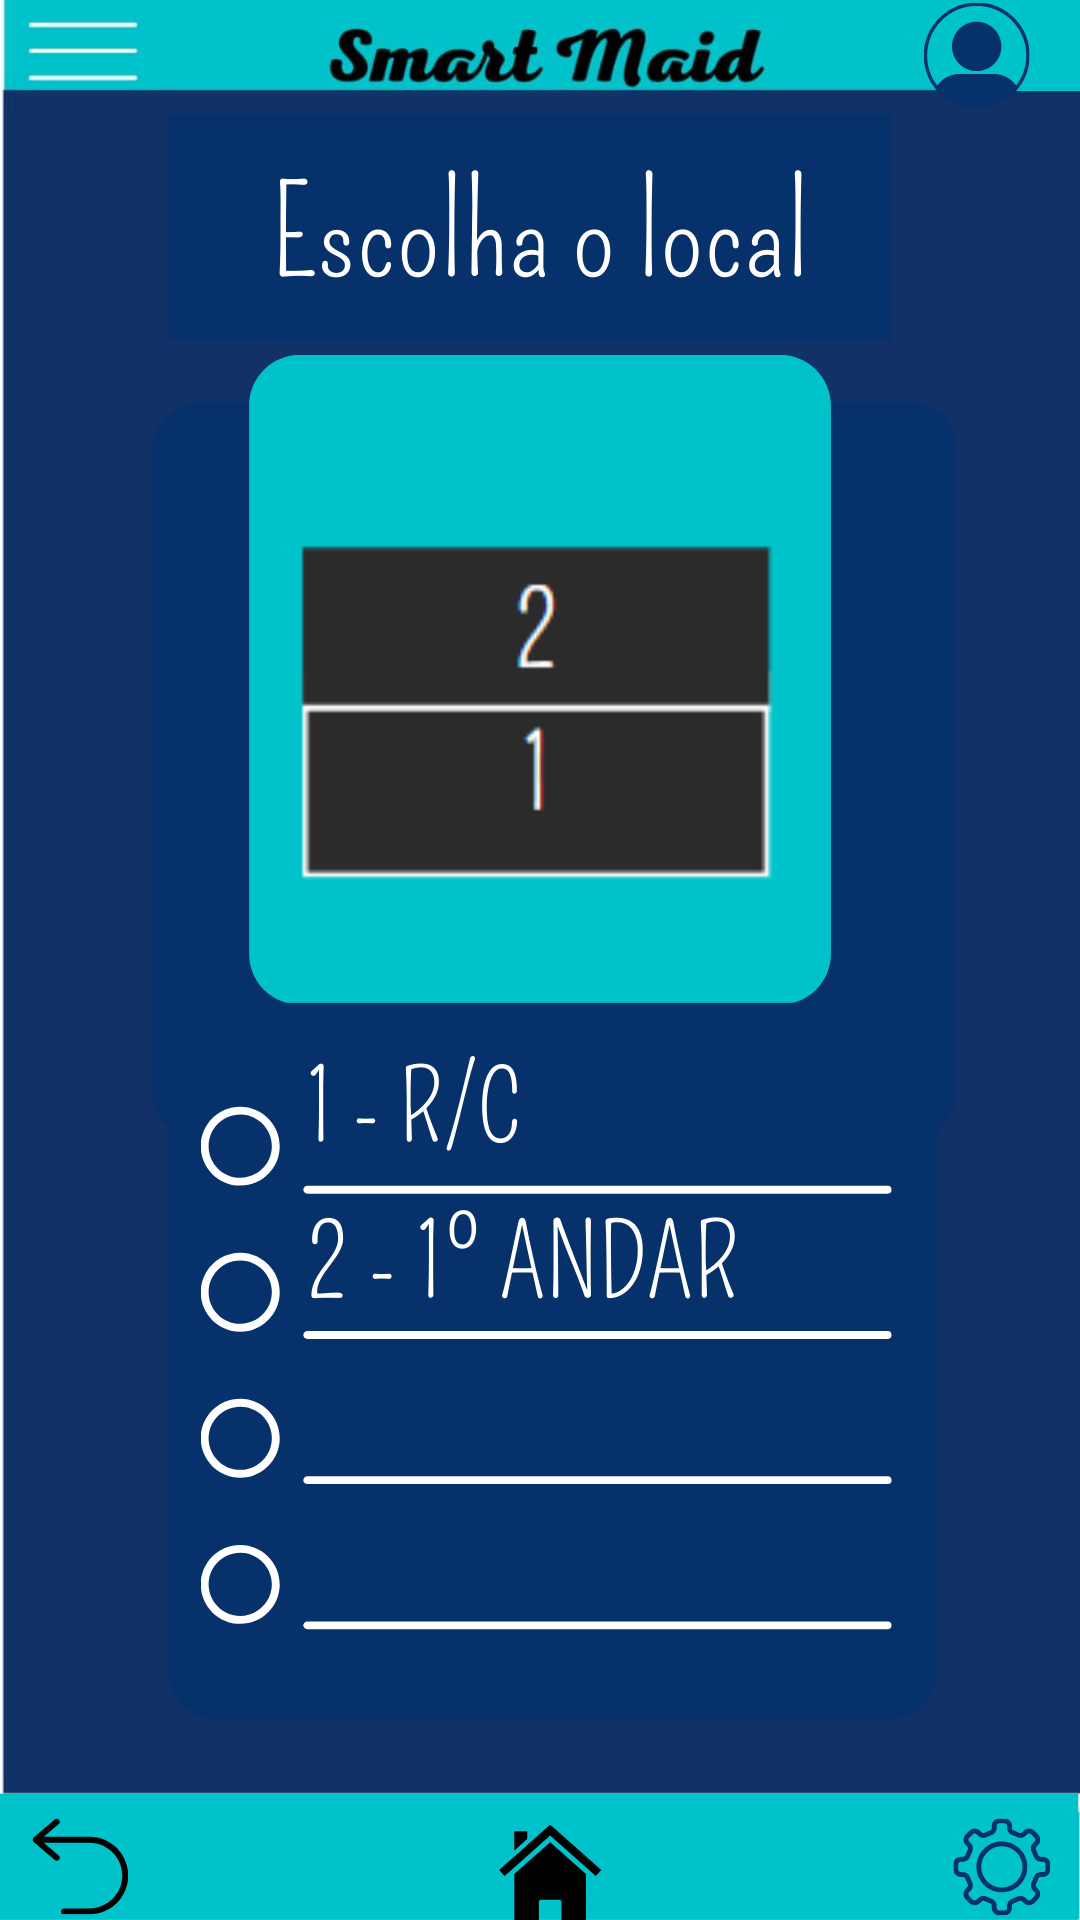 Smart Maid
Escolha o local
2
1
1 - R/C
2 - 1º ANDAR